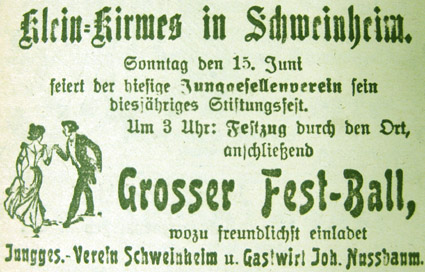 Klein-Kirmes in Schweinheim.
Sonntag den 15. Juni
feiert der hiesige Junggesellenverein sein
diesjähriges Stiftungsfest.
Um 3 Uhr: Festzug durch den Ort,
anschließend
Grosser Fest-Ball,
wozu freundlichst einladet
Jungges.-Verein Schweinheim u. Gastwirt Joh. Nussbaum.